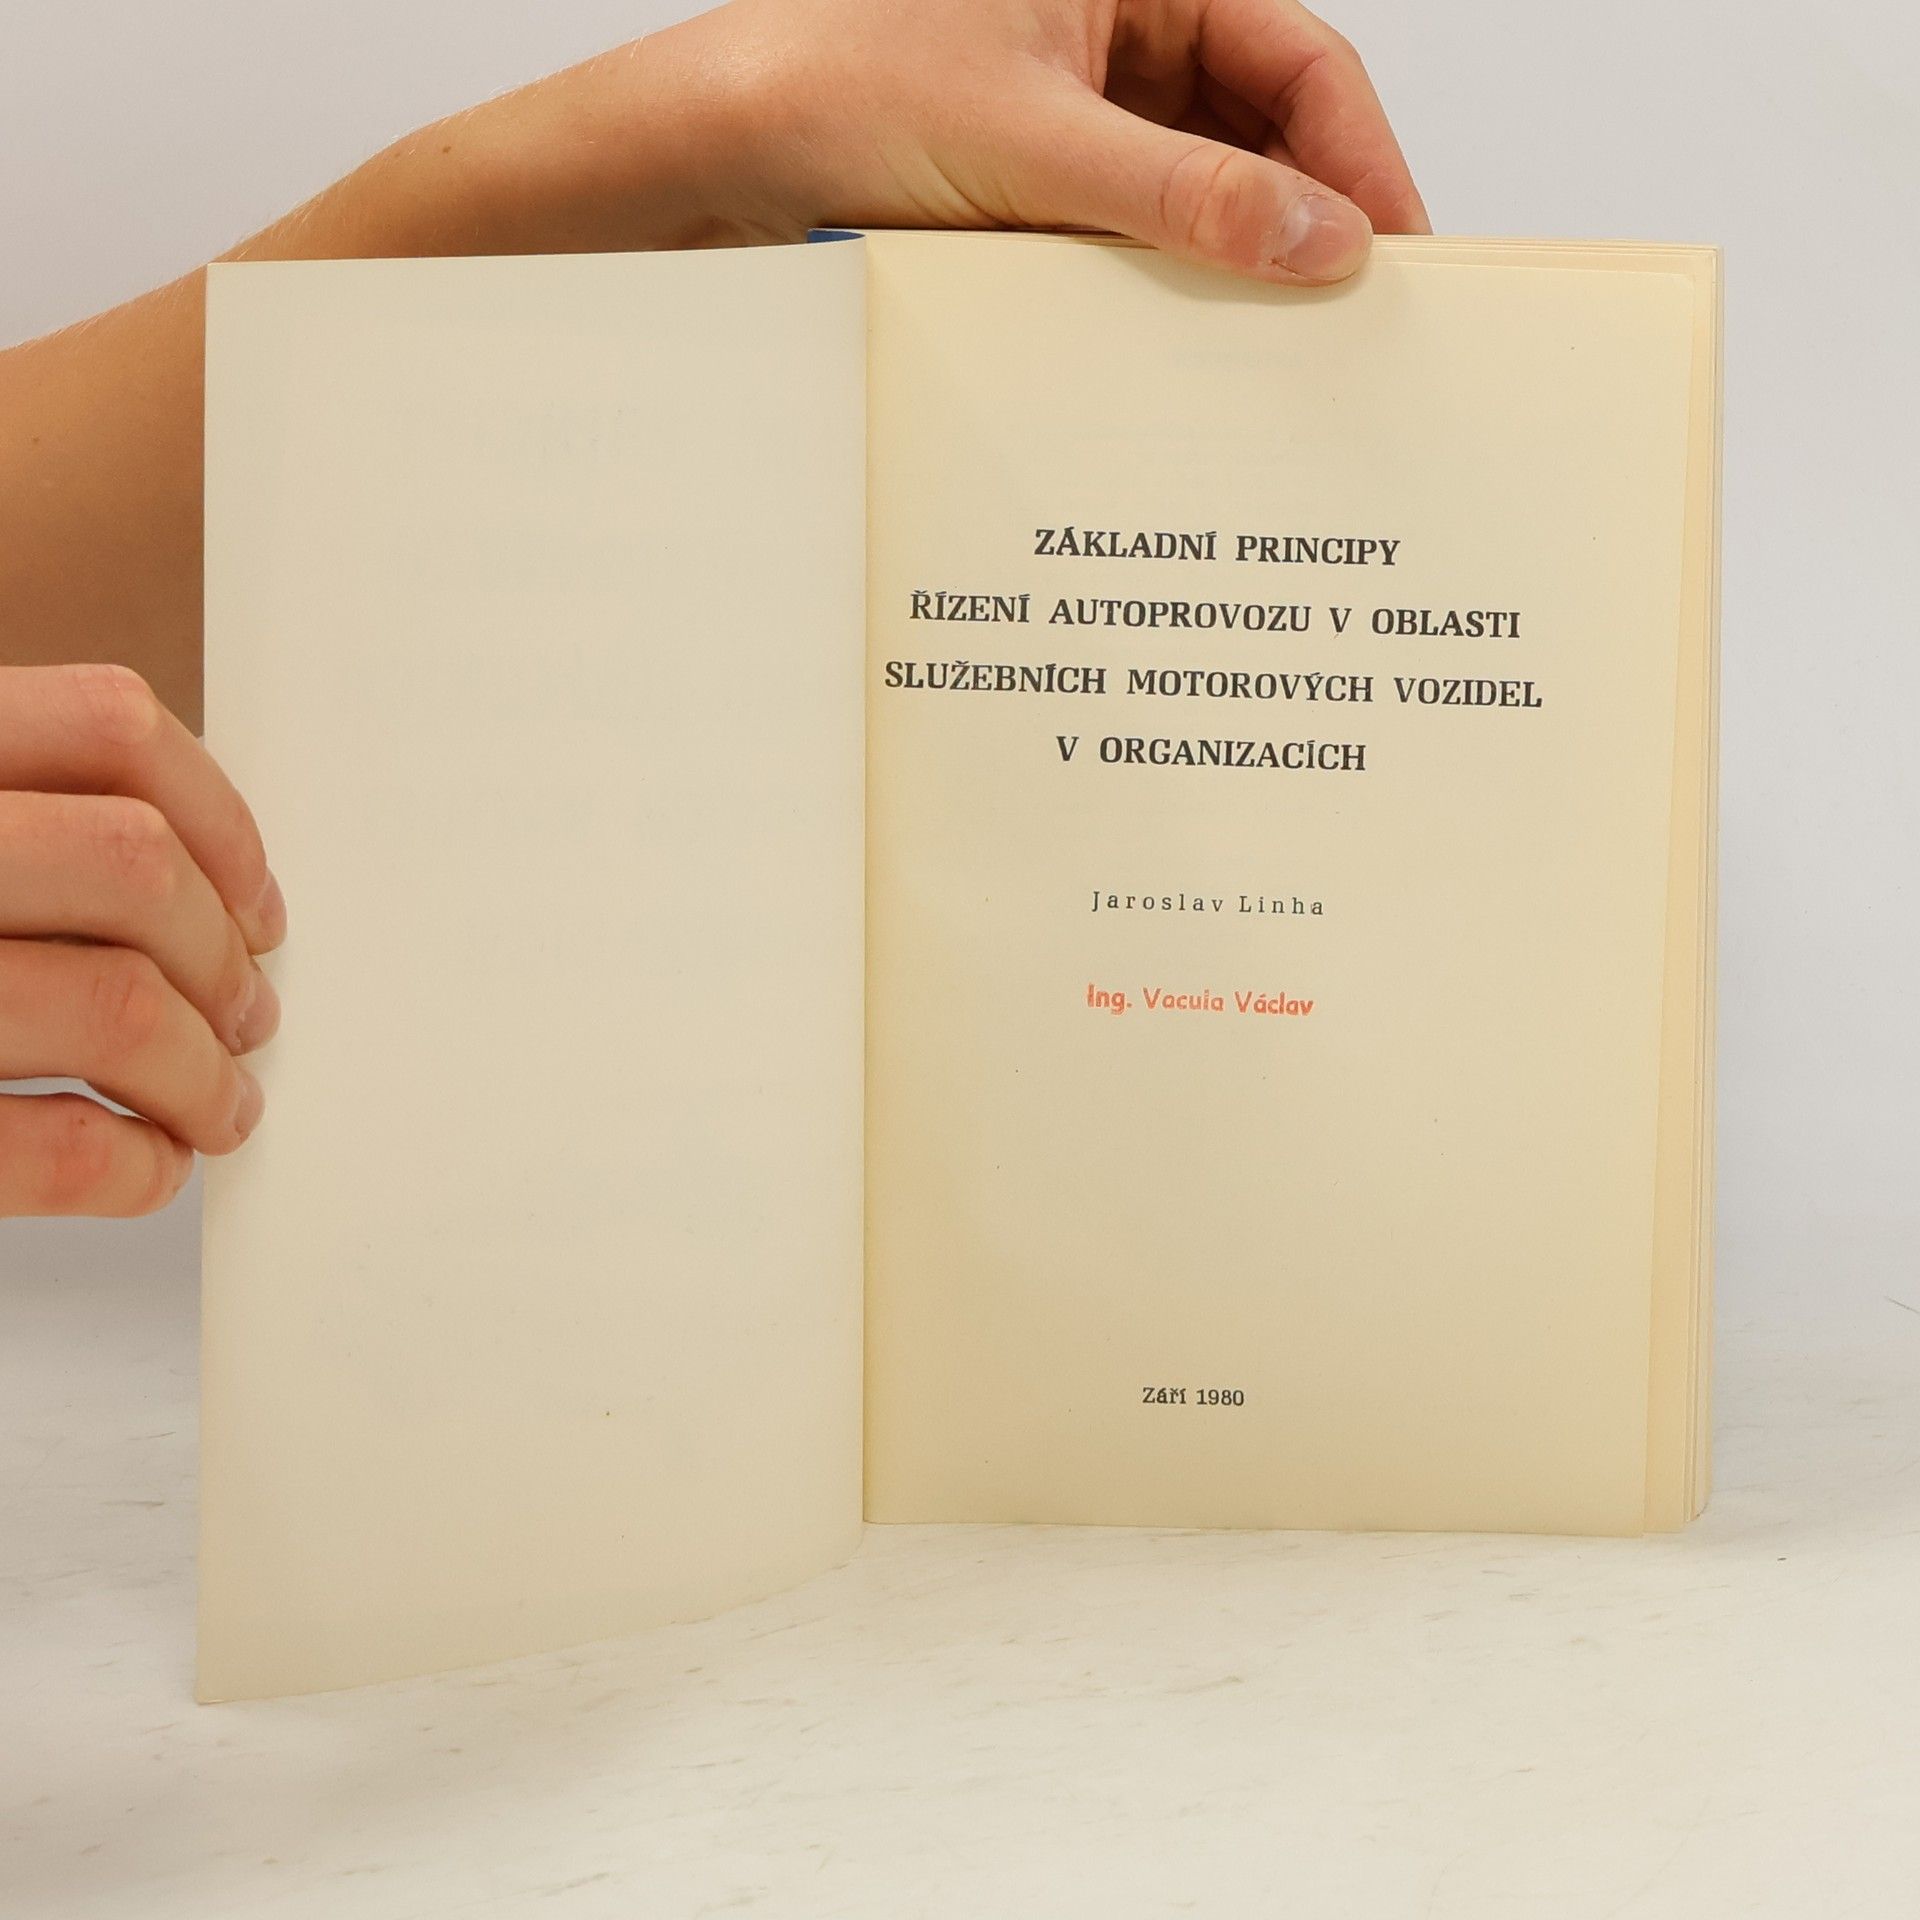 ZÁKLADNÍ PRINCIPY
ŘÍZENÍ AUTOPROVOZU V OBLASTI
SLUŽEBNÍCH MOTOROVÝCH VOZIDEL
V ORGANIZACÍCH
Jaroslav Linha
Ing. Vacula Václav
Září 1980